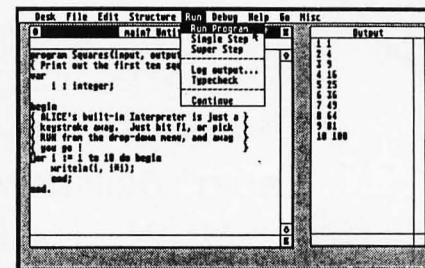 Desk File Edit Structure Run Debug Help Go Misc
main? Untit
Run Program
Single Step
Super Step
Log output...
Typecheck
Continue
program Squares(input, output
{ Print out the first ten squ
var
i : integer;
begin
{ ALICE's built-in Interpreter is just a }
{ keystroke away. Just hit F1, or pick }
{ RUN from the drop-down menu, and away }
{ you go ! }
for i := 1 to 10 do begin
writeln(i, i*i);
end;
end.
Output
1 1
2 4
3 9
4 16
5 25
6 36
7 49
8 64
9 81
10 100